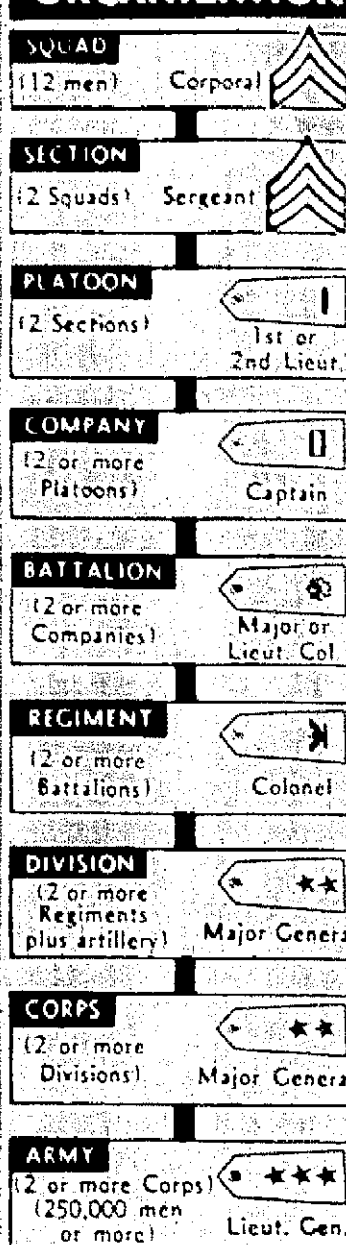 SQUAD
(12 men) Corporal
SECTION
(2 Squads) Sergeant
PLATOON
(2 Sections)
1st or
2nd Lieut.
COMPANY
(2 or more
Platoons)
Captain
BATTALION
(2 or more
Companies)
Major or
Lieut. Col.
REGIMENT
(2 or more
Battalions)
Colonel
DIVISION
(2 or more
Regiments
plus artillery)
Major Genera
CORPS
(2 or more
Divisions)
Major Genera
ARMY
(2 or more Corps)
(250,000 men
or more)
Lieut. Gen.